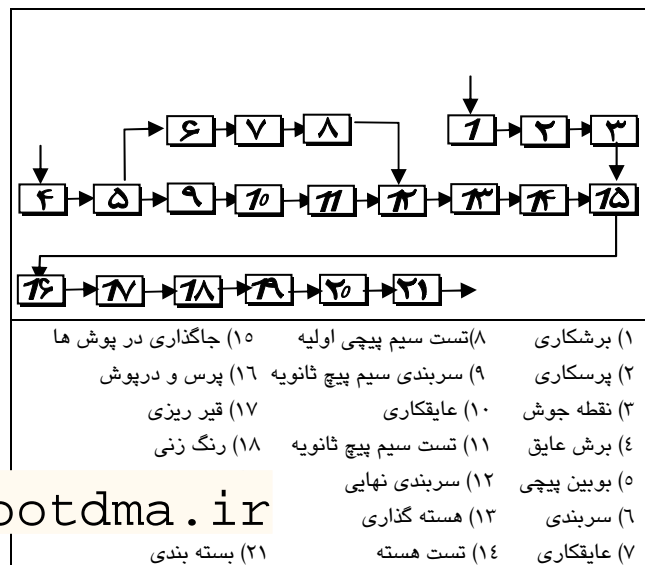 ۶ ۷ ۸ ۱ ۲ ۳
۴ ۵ ۹ ۱۰ ۱۱ ۱۲ ۱۳ ۱۴ ۱۵
۱۶ ۱۷ ۱۸ ۱۹ ۲۰ ۲۱
۱) برشکاری ۸)تست سیم پیچی اولیه ۱۵) جاگذاری در پوش ها
۲) پرسکاری ۹) سربندی سیم پیچ ثانویه ۱۶) پرس و درپوش
۳) نقطه جوش ۱۰) عایقکاری ۱۷) قیر ریزی
۴) برش عایق ۱۱) تست سیم پیچ ثانویه ۱۸) رنگ زنی
۵) بوبین پیچی ۱۲) سربندی نهایی
۶) سربندی ۱۳) هسته گذاری
۷) عایقکاری ۱۴) تست هسته ۲۱) بسته بندی
ootdma.ir